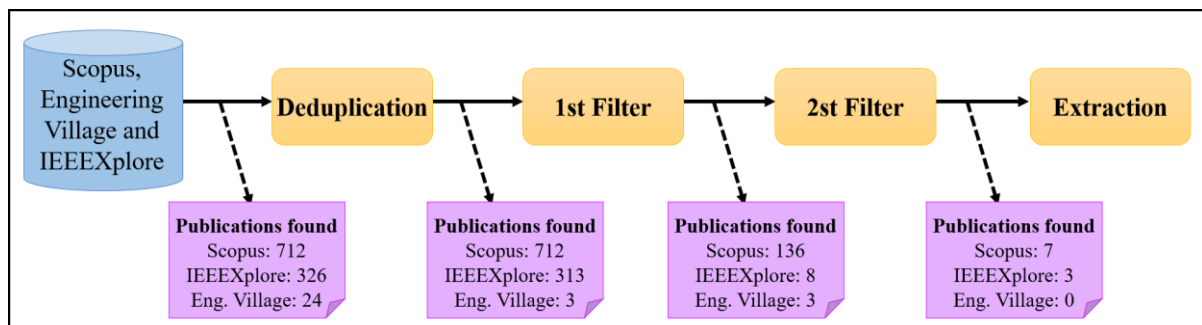 Scopus,
Engineering
Village and
IEEEXplore
Deduplication
1st Filter
2st Filter
Extraction
Publications found
Scopus: 712
IEEEXplore: 326
Eng. Village: 24
Publications found
Scopus: 712
IEEEXplore: 313
Eng. Village: 3
Publications found
Scopus: 136
IEEEXplore: 8
Eng. Village: 3
Publications found
Scopus: 7
IEEEXplore: 3
Eng. Village: 0